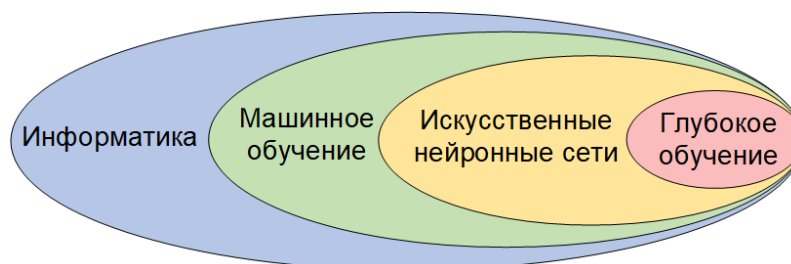 Информатика
Машинное
обучение
Искусственные
нейронные сети
Глубокое
обучение